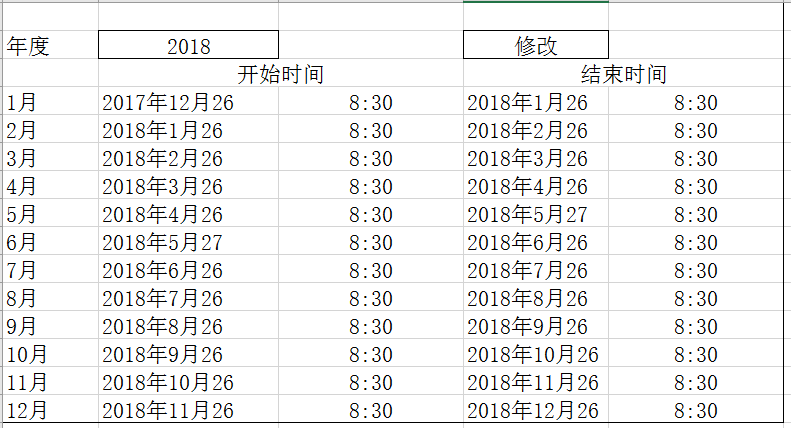 年度 2018 修改
开始时间 结束时间
1月 2017年12月26 8:30 2018年1月26 8:30
2月 2018年1月26 8:30 2018年2月26 8:30
3月 2018年2月26 8:30 2018年3月26 8:30
4月 2018年3月26 8:30 2018年4月26 8:30
5月 2018年4月26 8:30 2018年5月27 8:30
6月 2018年5月27 8:30 2018年6月26 8:30
7月 2018年6月26 8:30 2018年7月26 8:30
8月 2018年7月26 8:30 2018年8月26 8:30
9月 2018年8月26 8:30 2018年9月26 8:30
10月 2018年9月26 8:30 2018年10月26 8:30
11月 2018年10月26 8:30 2018年11月26 8:30
12月 2018年11月26 8:30 2018年12月26 8:30